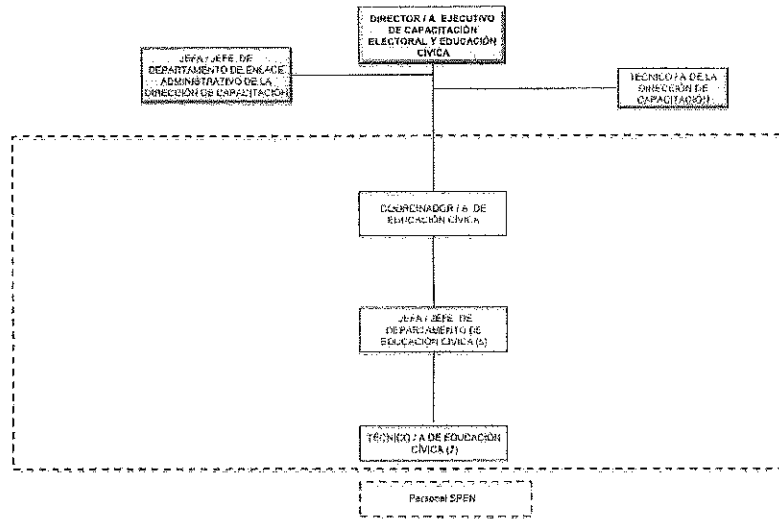 DIRECTOR / A EJECUTIVO
DE CAPACITACIÓN
ELECTORAL Y EDUCACIÓN
CÍVICA
JEFA / JEFE DE
DEPARTAMENTO DE ENLACE
ADMINISTRATIVO DE LA
DIRECCIÓN DE CAPACITACIÓN
TÉCNICO / A DE LA
DIRECCIÓN DE
CAPACITACIÓN
COORDINADOR / A DE
EDUCACIÓN CÍVICA
JEFA / JEFE DE
DEPARTAMENTO DE
EDUCACIÓN CÍVICA
TÉCNICO / A DE EDUCACIÓN
CÍVICA
Personal SPEN